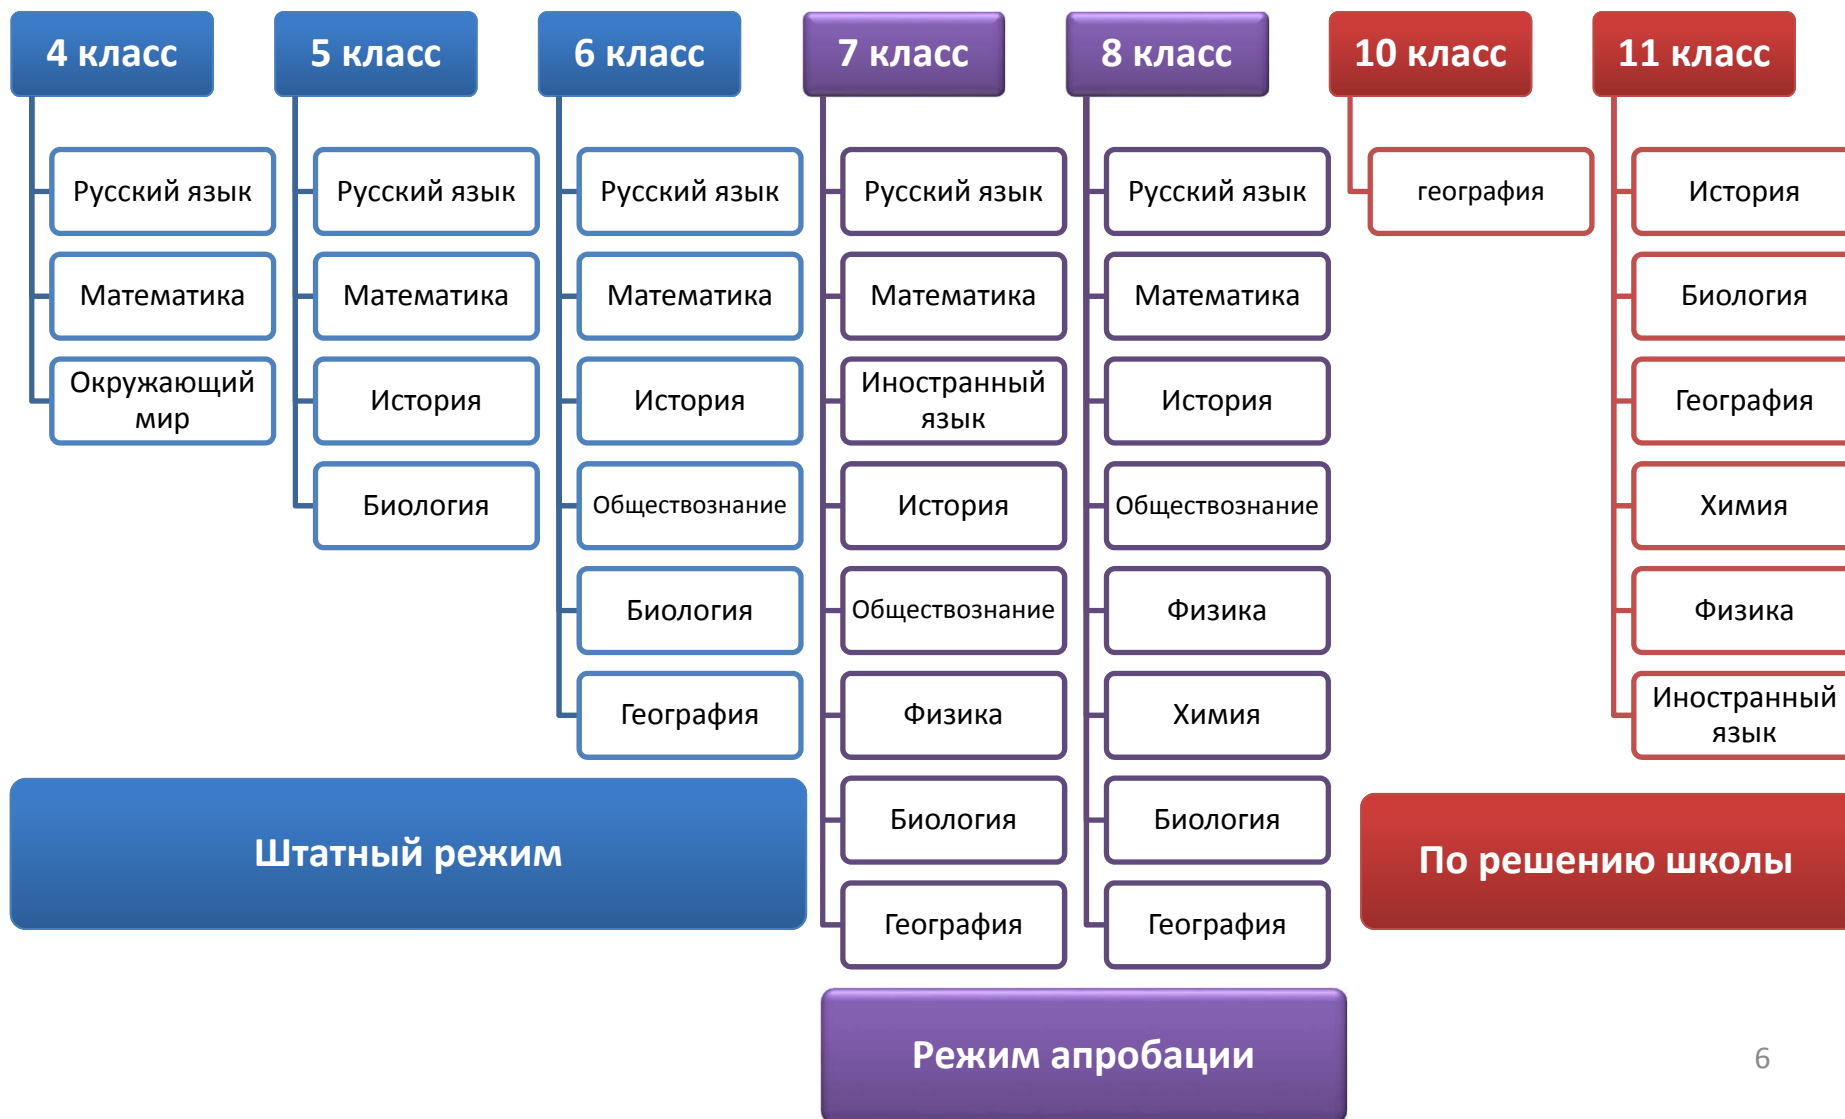 4 класс
Русский язык
Математика
Окружающий
мир
5 класс
Русский язык
Математика
История
Биология
6 класс
Русский язык
Математика
История
Обществознание
Биология
География
Штатный режим
7 класс
Русский язык
Математика
Иностранный
язык
История
Обществознание
Физика
Биология
География
8 класс
Русский язык
Математика
История
Обществознание
Физика
Химия
Биология
География
Режим апробации
10 класс
география
11 класс
История
Биология
География
Химия
Физика
Иностранный
язык
По решению школы
6